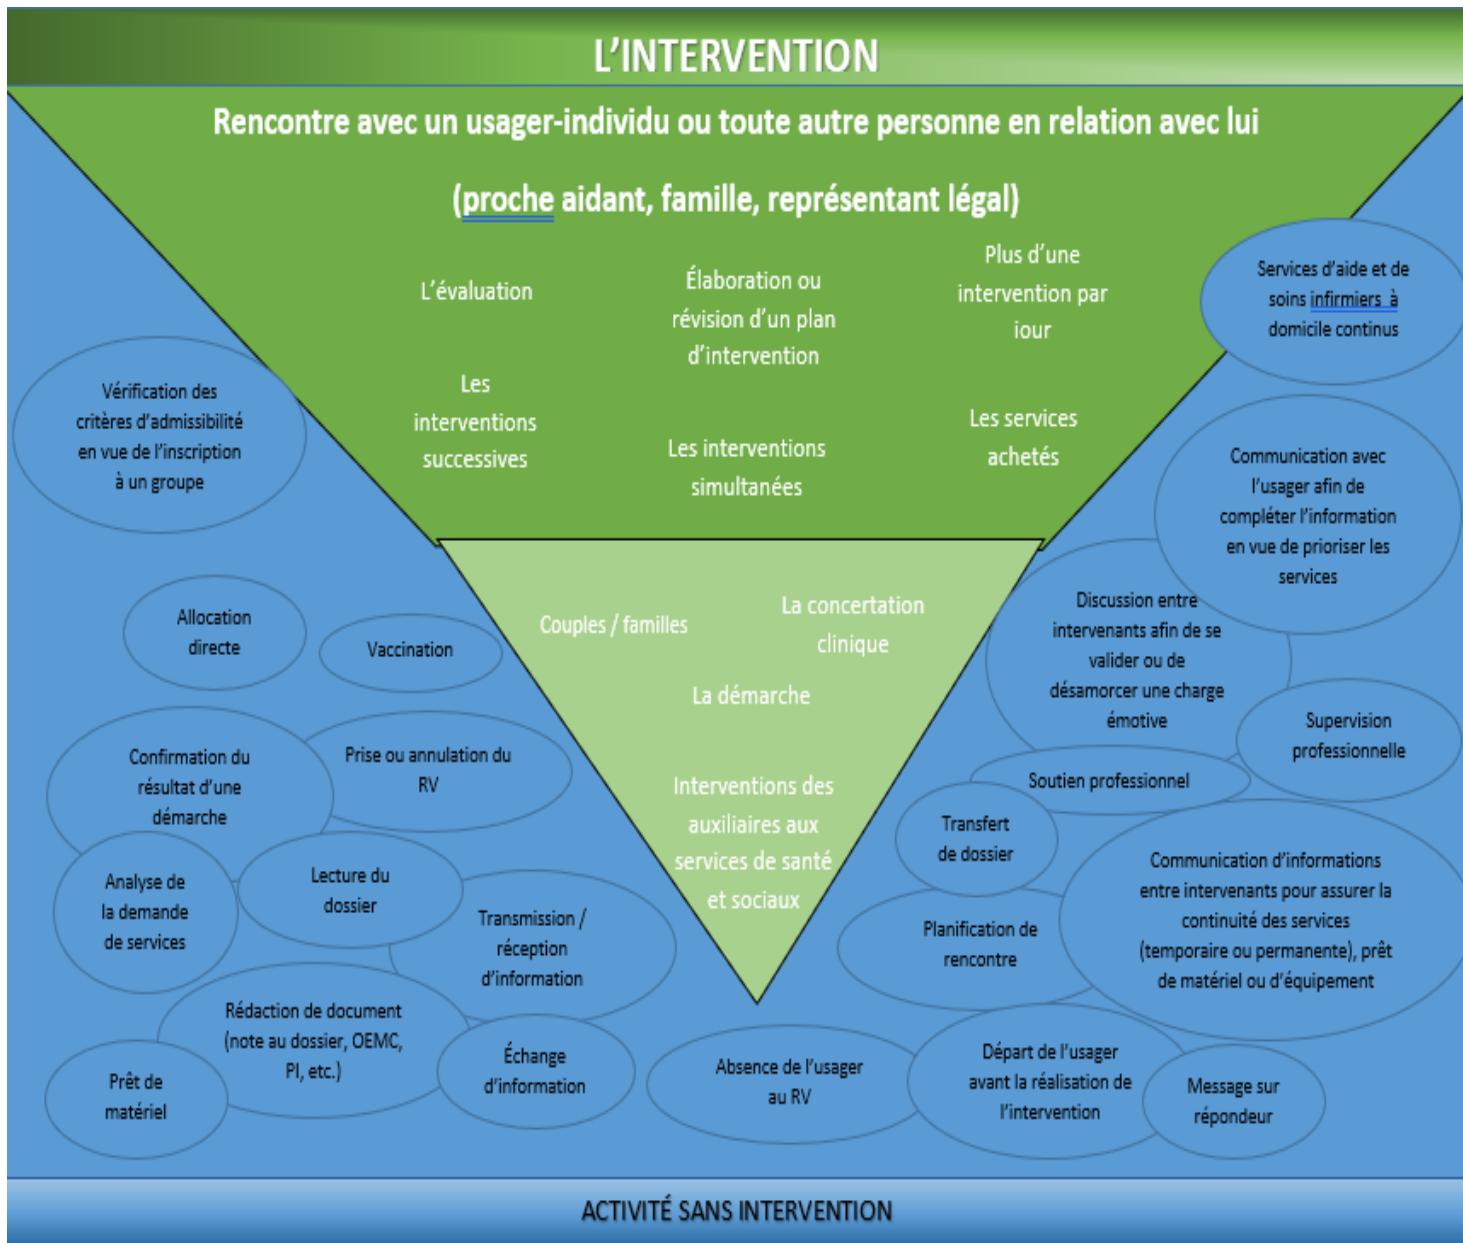 L’INTERVENTION
Rencontre avec un usager-individu ou toute autre personne en relation avec lui
(proche aidant, famille, représentant légal)
L’évaluation
Élaboration ou
révision d’un plan
d’intervention
Plus d’une
intervention par
iour
Les
interventions
successives
Les interventions
simultanées
Les services
achetés
Services d’aide et de
soins infirmiers à
domicile continus
Vérification des
critères d’admissibilité
en vue de l’inscription
à un groupe
Communication avec
l’usager afin de
compléter l’information
en vue de prioriser les
services
Couples / familles
La concertation
clinique
La démarche
Interventions des
auxiliaires aux
services de santé
et sociaux
Allocation
directe
Vaccination
Discussion entre
intervenants afin de se
valider ou de
désamorcer une charge
émotive
Supervision
professionnelle
Confirmation du
résultat d’une
démarche
Prise ou annulation du
RV
Soutien professionnel
Transfert
de dossier
Analyse de
la demande
de services
Lecture du
dossier
Transmission /
réception
d’information
Planification de
rencontre
Communication d’informations
entre intervenants pour assurer la
continuité des services
(temporaire ou permanente), prêt
de matériel ou d’équipement
Rédaction de document
(note au dossier, OEMC,
PI, etc.)
Prêt de
matériel
Échange
d’information
Absence de l’usager
au RV
Départ de l’usager
avant la réalisation de
l’intervention
Message sur
répondeur
ACTIVITÉ SANS INTERVENTION